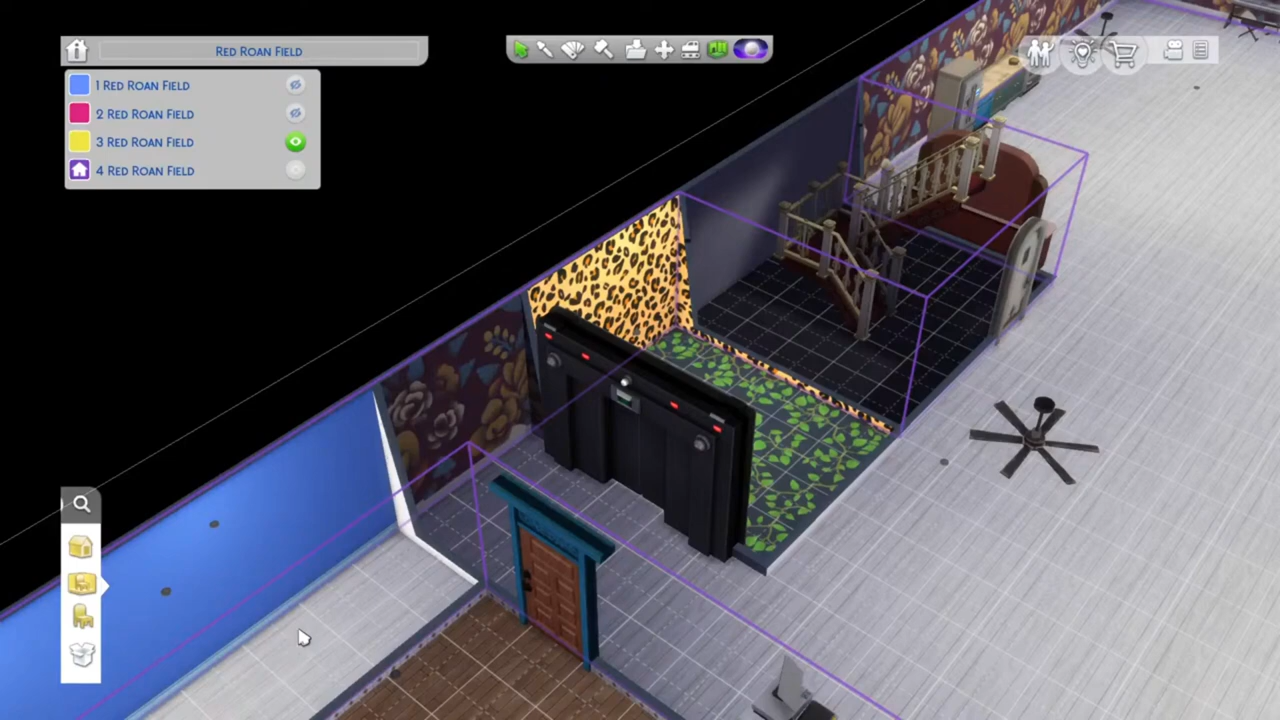 RED ROAN FIELD
1 RED ROAN FIELD
2 RED ROAN FIELD
3 RED ROAN FIELD
4 RED ROAN FIELD